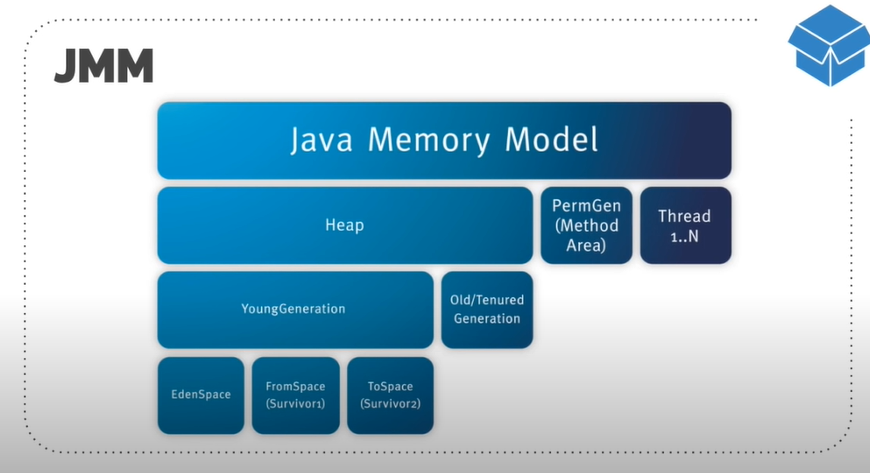 JMM
Java Memory Model
Heap
PermGen
(Method
Area)
Thread
1..N
YoungGeneration
Old/Tenured
Generation
EdenSpace
FromSpace
(Survivor1)
ToSpace
(Survivor2)